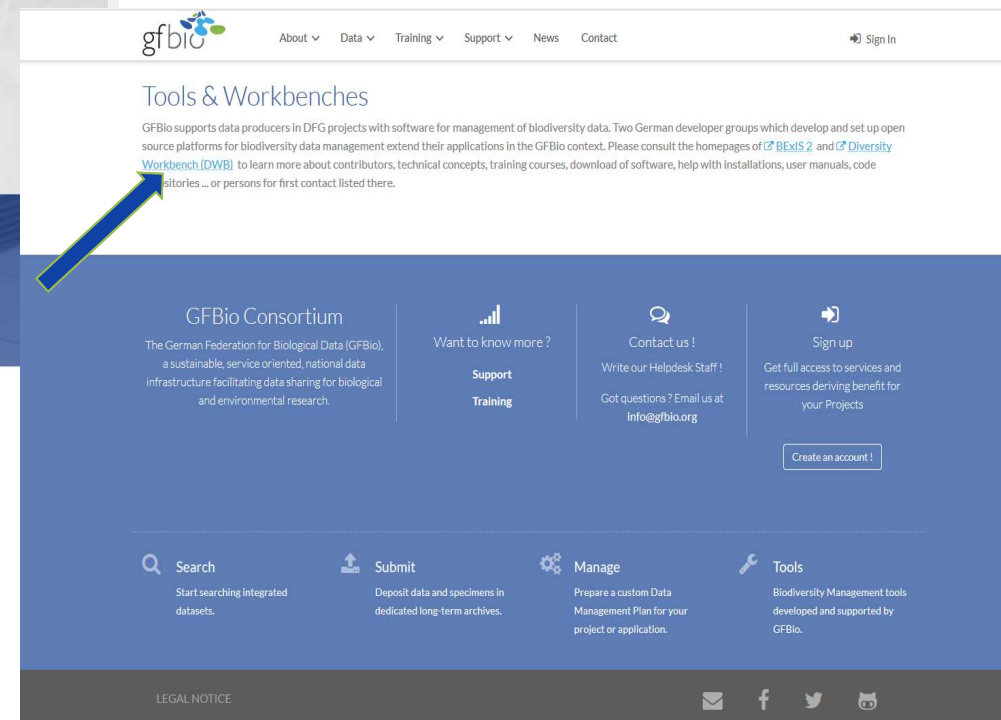 gfbio
About Data Training Support News Contact Sign In
Tools & Workbenches
GFBio supports data producers in DFG projects with software for management of biodiversity data. Two German developer groups which develop and set up open
source platforms for biodiversity data management extend their applications in the GFBio context. Please consult the homepages of BExIS 2 and Diversity
Workbench (DWB) to learn more about contributors, technical concepts, training courses, download of software, help with installations, user manuals, code
... or persons for first contact listed there.
GFBio Consortium
The German Federation for Biological Data (GFBio),
a sustainable, service oriented, national data
infrastructure facilitating data sharing for biological
and environmental research.
Want to know more ?
Support
Training
Contact us !
Write our Helpdesk Staff !
Got questions ? Email us at
info@gfbio.org
Sign up
Get full access to services and
resources deriving benefit for
your Projects
Create an account !
Search
Start searching integrated
datasets.
Submit
Deposit data and specimens in
dedicated long-term archives.
Manage
Prepare a custom Data
Management Plan for your
project or application.
Tools
Biodiversity Management tools
developed and supported by
GFBio.
LEGAL NOTICE